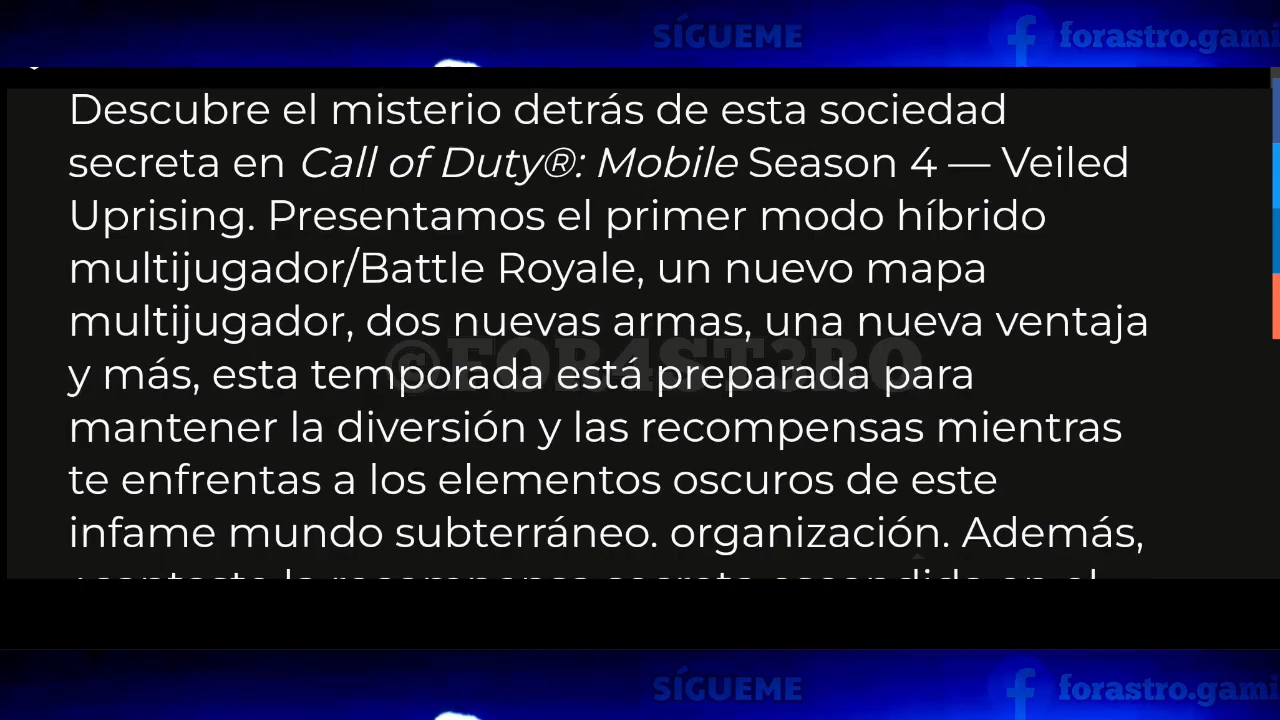 SÍGUEME
forastro.gami
Descubre el misterio detrás de esta sociedad
secreta en Call of Duty®: Mobile Season 4 — Veiled
Uprising. Presentamos el primer modo híbrido
multijugador/Battle Royale, un nuevo mapa
multijugador, dos nuevas armas, una nueva ventaja
@FOR4ST3RO
y más, esta temporada está preparada para
mantener la diversión y las recompensas mientras
te enfrentas a los elementos oscuros de este
infame mundo subterráneo. organización. Además,
SÍGUEME
forastro.gami